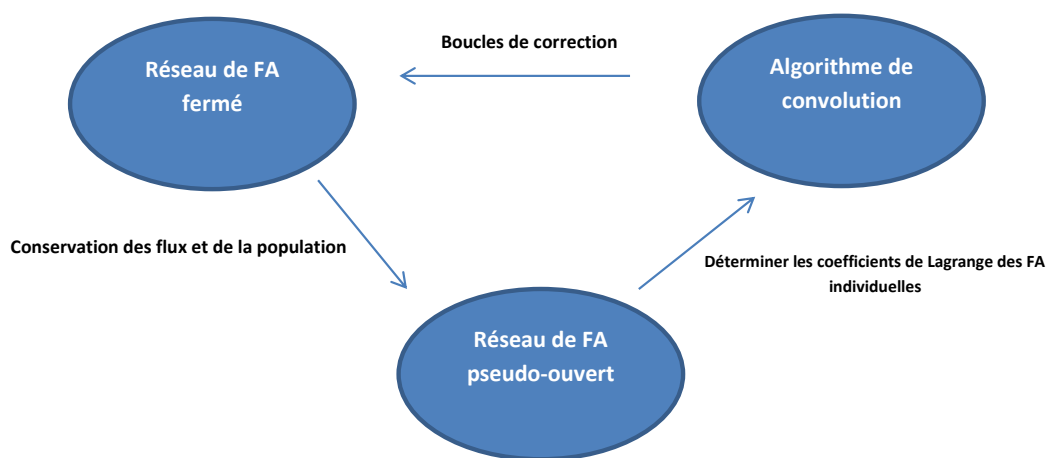 Boucles de correction
Réseau de FA
fermé
Algorithme de
convolution
Conservation des flux et de la population
Déterminer les coefficients de Lagrange des FA
individuelles
Réseau de FA
pseudo-ouvert